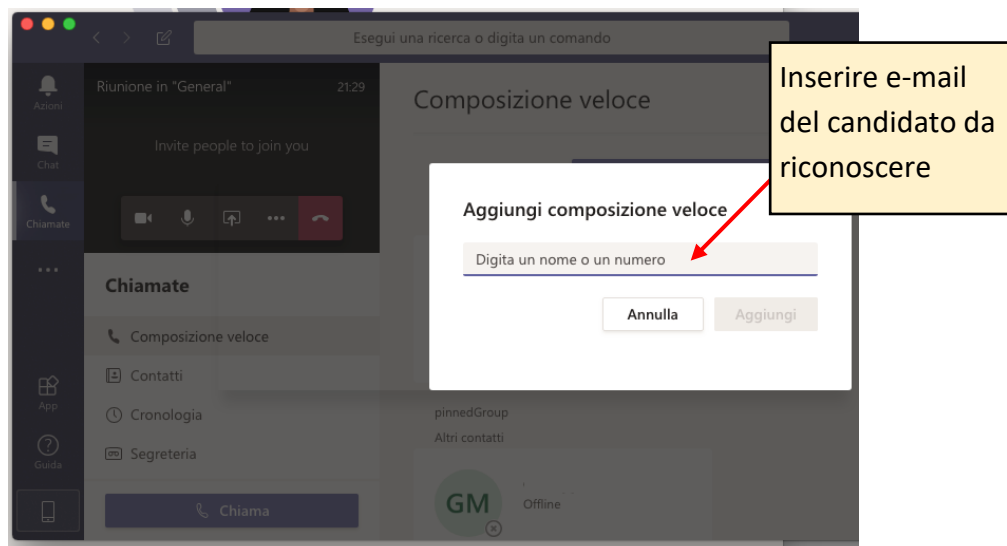 Esegui una ricerca o digita un comando
Azioni
Chat
Chiamate
App
Guida
Riunione in "General" 21:29
Invite people to join you
Chiamate
Composizione veloce
Contatti
Cronologia
Segreteria
Chiama
Composizione veloce
Aggiungi composizione veloce
Digita un nome o un numero
Annulla Aggiungi
pinnedGroup
Altri contatti
GM
Offline
Inserire e-mail
del candidato da
riconoscere